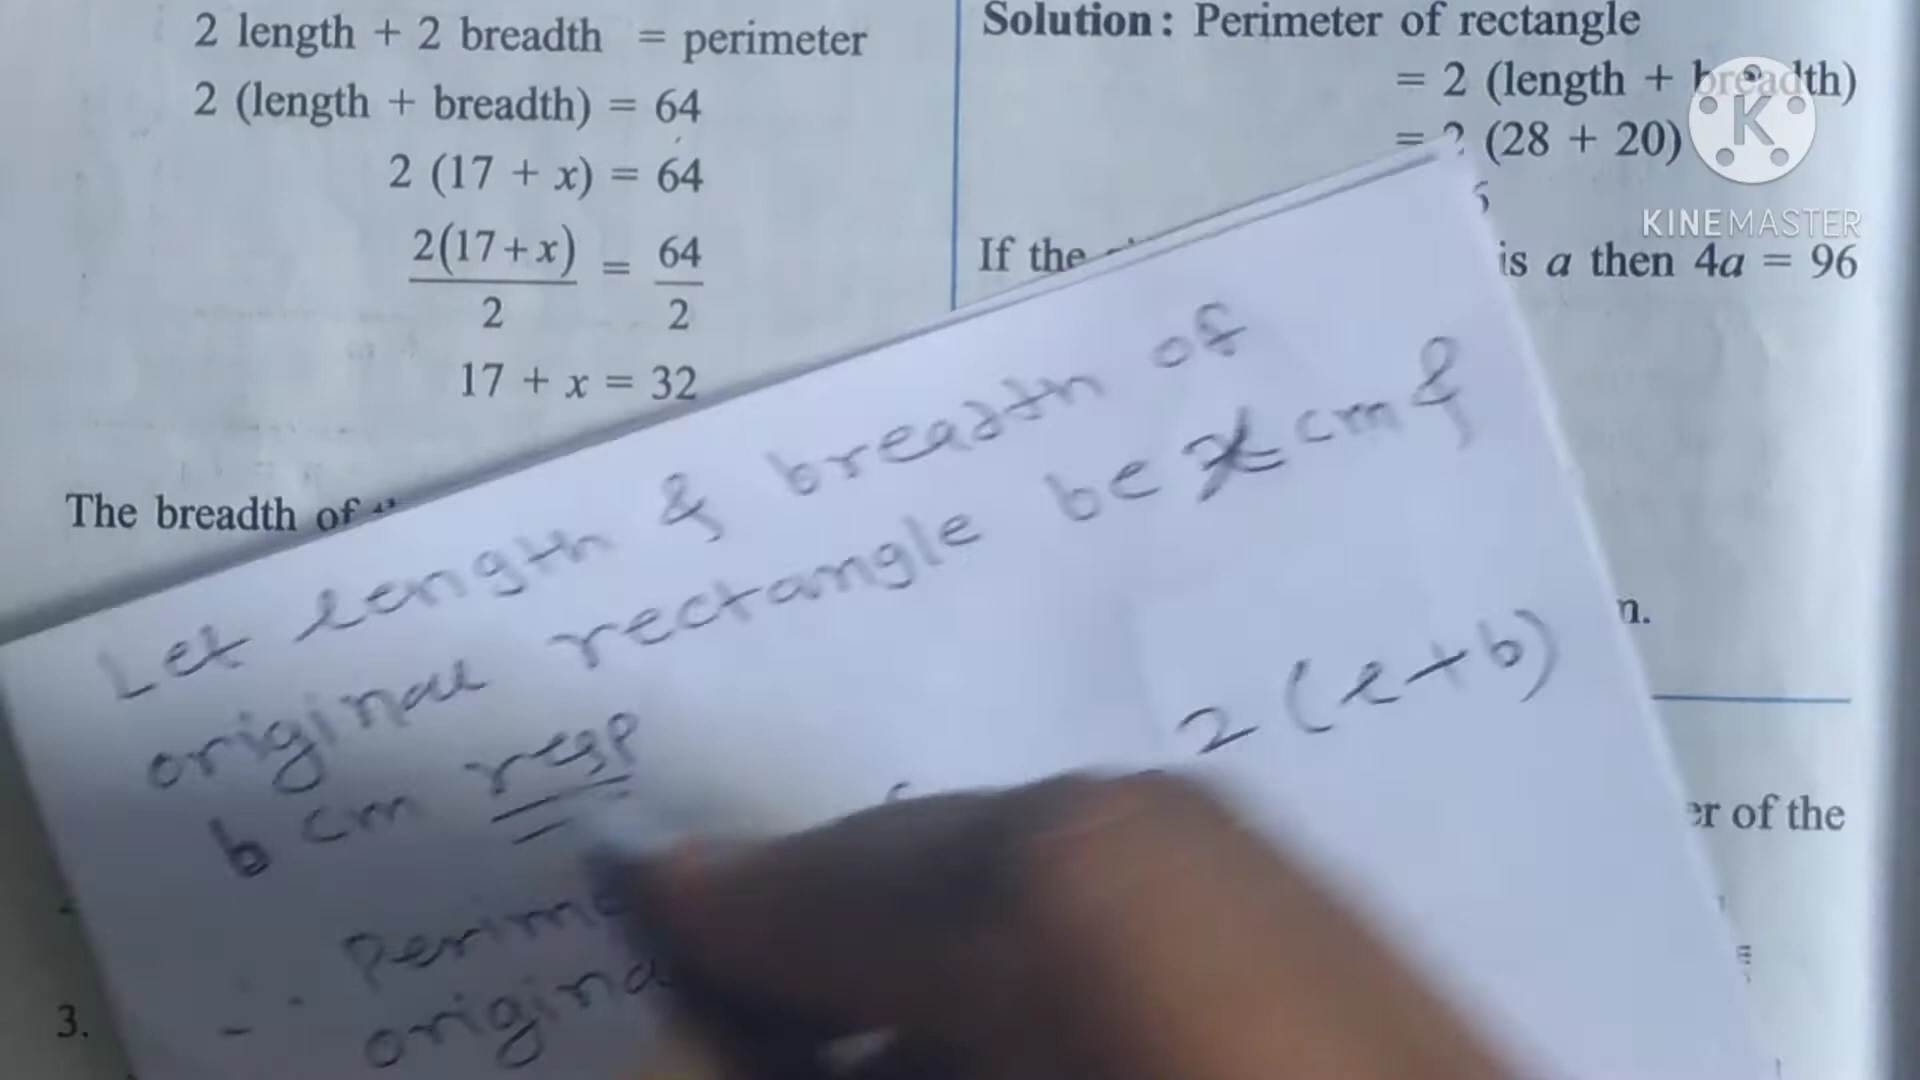 2 length + 2 breadth = perimeter
2 (length + breadth) = 64
2 (17 + x) = 64
2(17+x)/2 = 64/2
17 + x = 32
The breadth of
3.
Solution : Perimeter of rectangle
= 2 (length + breadth)
= 2 (28 + 20)
If the
is a then 4a = 96
of the
KINEMASTER
Let length & breadth of
original rectangle be x cm &
b cm resp
2 (l+b)
∴